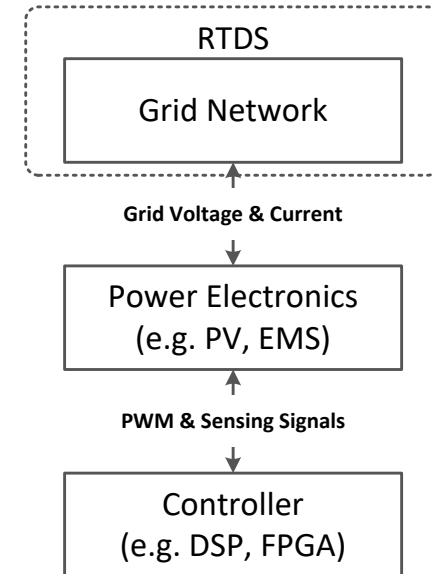 RTDS
Grid Network
Grid Voltage & Current
Power Electronics
(e.g. PV, EMS)
PWM & Sensing Signals
Controller
(e.g. DSP, FPGA)